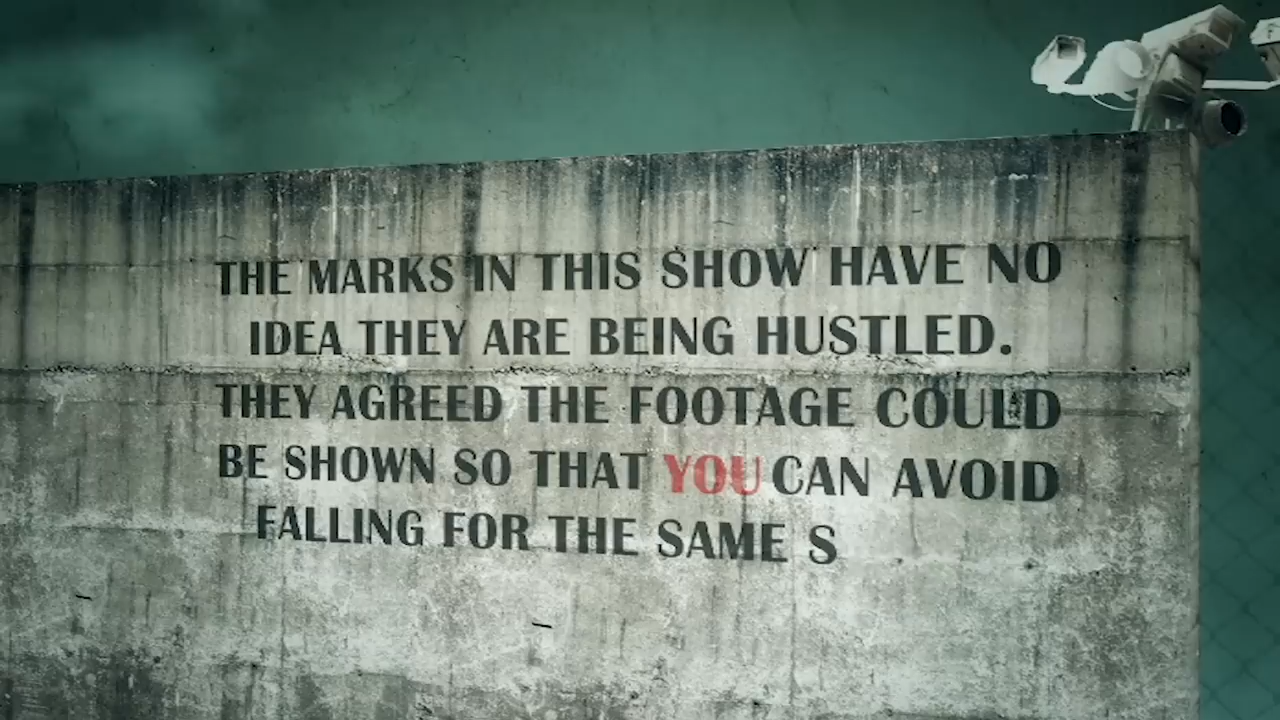 THE MARKS IN THIS SHOW HAVE NO
IDEA THEY ARE BEING HUSTLED.
THEY AGREED THE FOOTAGE COULD
BE SHOWN SO THAT YOU CAN AVOID
FALLING FOR THE SAME S